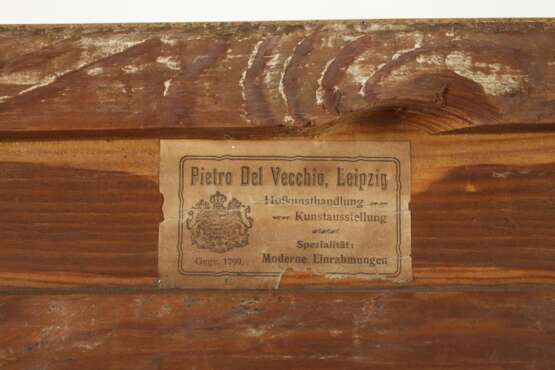 Pietro Del Vecchio, Leipzig
Hofkunsthandlung
Kunstausstellung
Spezialität:
Gegr. 1799. Moderne Einrahmungen